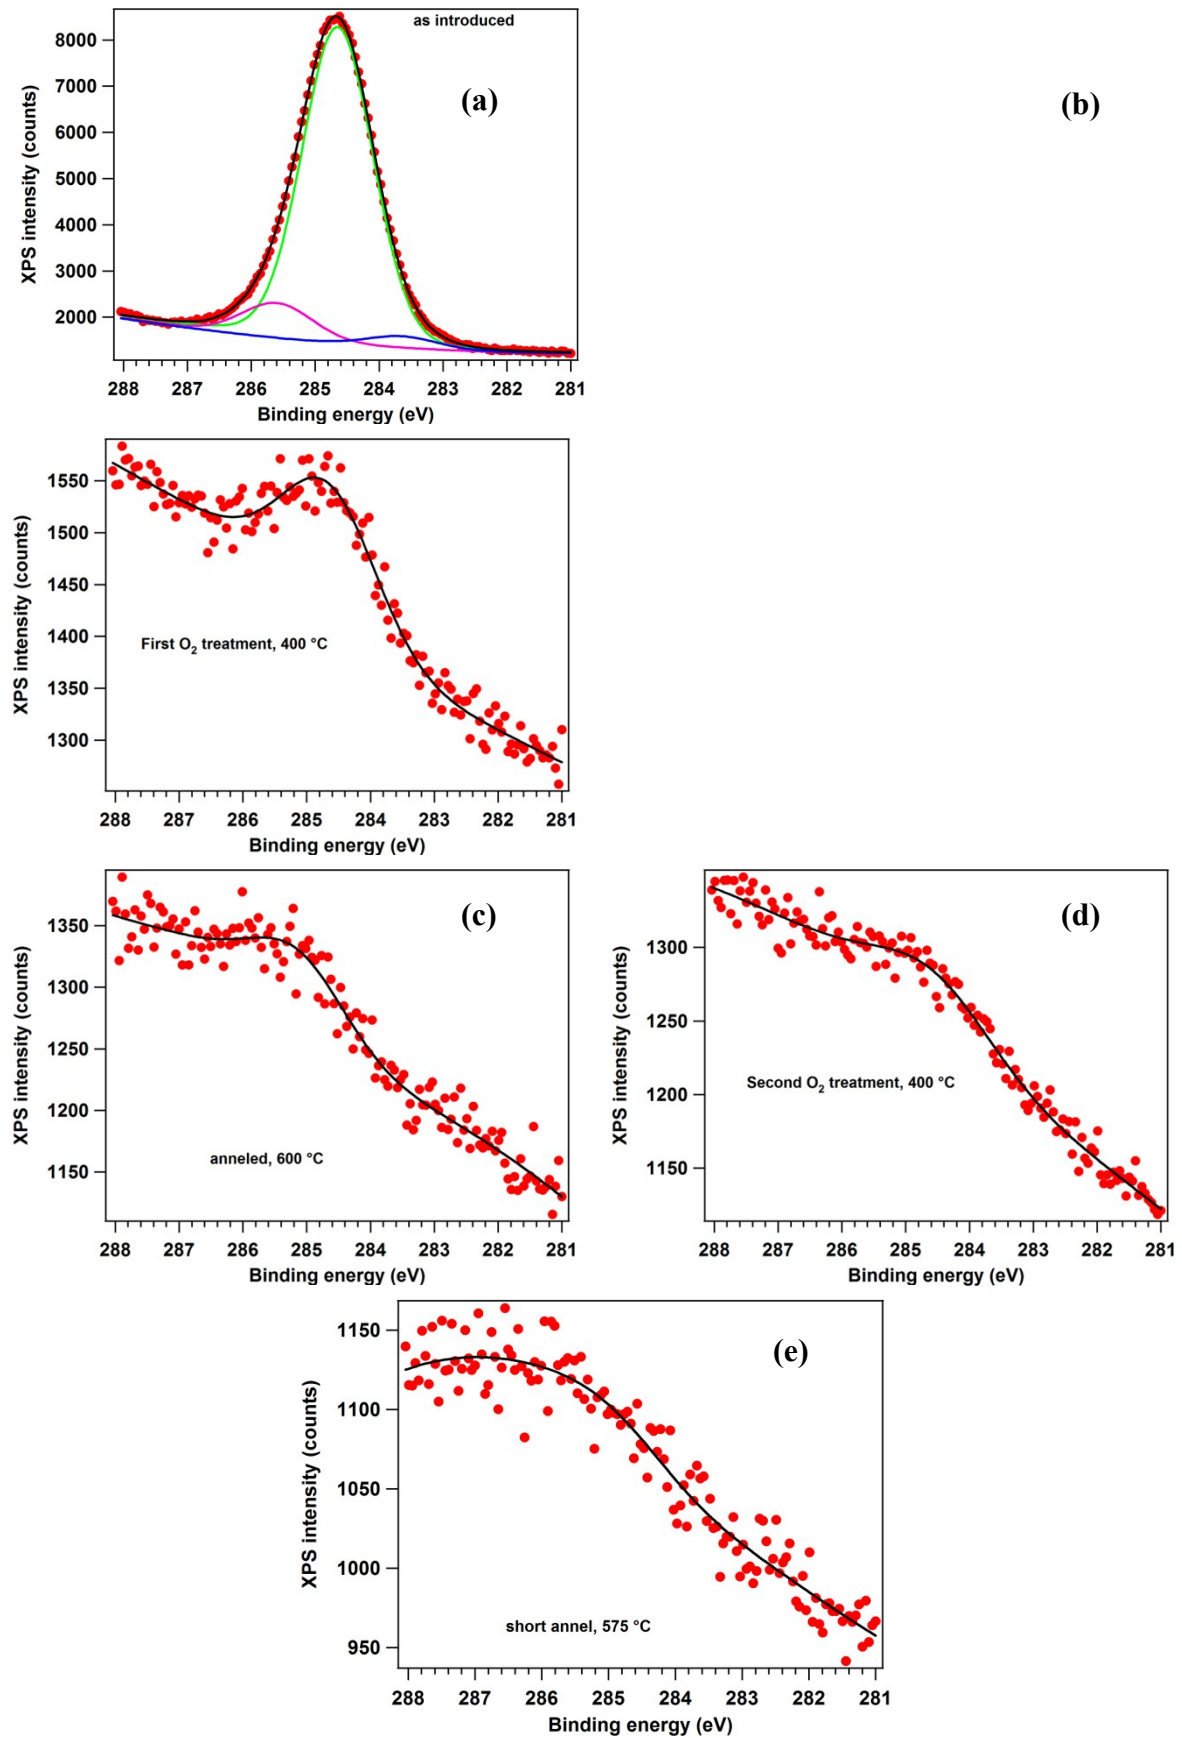 as introduced
(a)
(b)
8000
7000
6000
5000
4000
3000
2000
XPS intensity (counts)
288 287 286 285 284 283 282 281
Binding energy (eV)
1550
1500
1450
1400
1350
1300
XPS intensity (counts)
First O2 treatment, 400 °C
288 287 286 285 284 283 282 281
Binding energy (eV)
(c)
1350
1300
1250
1200
1150
XPS intensity (counts)
anneled, 600 °C
288 287 286 285 284 283 282 281
Binding energy (eV)
(d)
1300
1250
1200
1150
XPS intensity (counts)
Second O2 treatment, 400 °C
288 287 286 285 284 283 282 281
Binding energy (eV)
(e)
1150
1100
1050
1000
950
XPS intensity (counts)
short annel, 575 °C
288 287 286 285 284 283 282 281
Binding energy (eV)